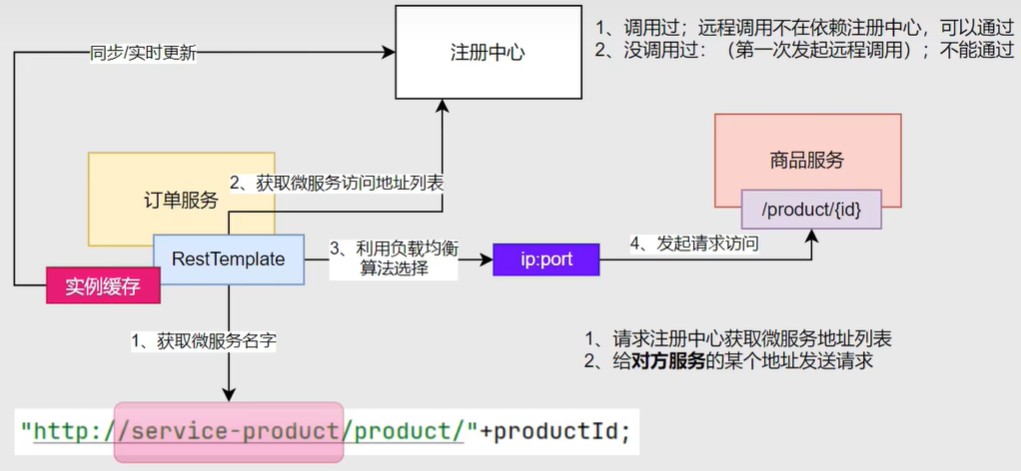 同步/实时更新
注册中心
1、调用过；远程调用不在依赖注册中心，可以通过
2、没调用过：（第一次发起远程调用）；不能通过
订单服务
2、获取微服务访问地址列表
商品服务
/product/{id}
RestTemplate
实例缓存
3、利用负载均衡
算法选择
ip:port
4、发起请求访问
1、获取微服务名字
1、请求注册中心获取微服务地址列表
2、给对方服务的某个地址发送请求
"http://service-product/product/"+productId;